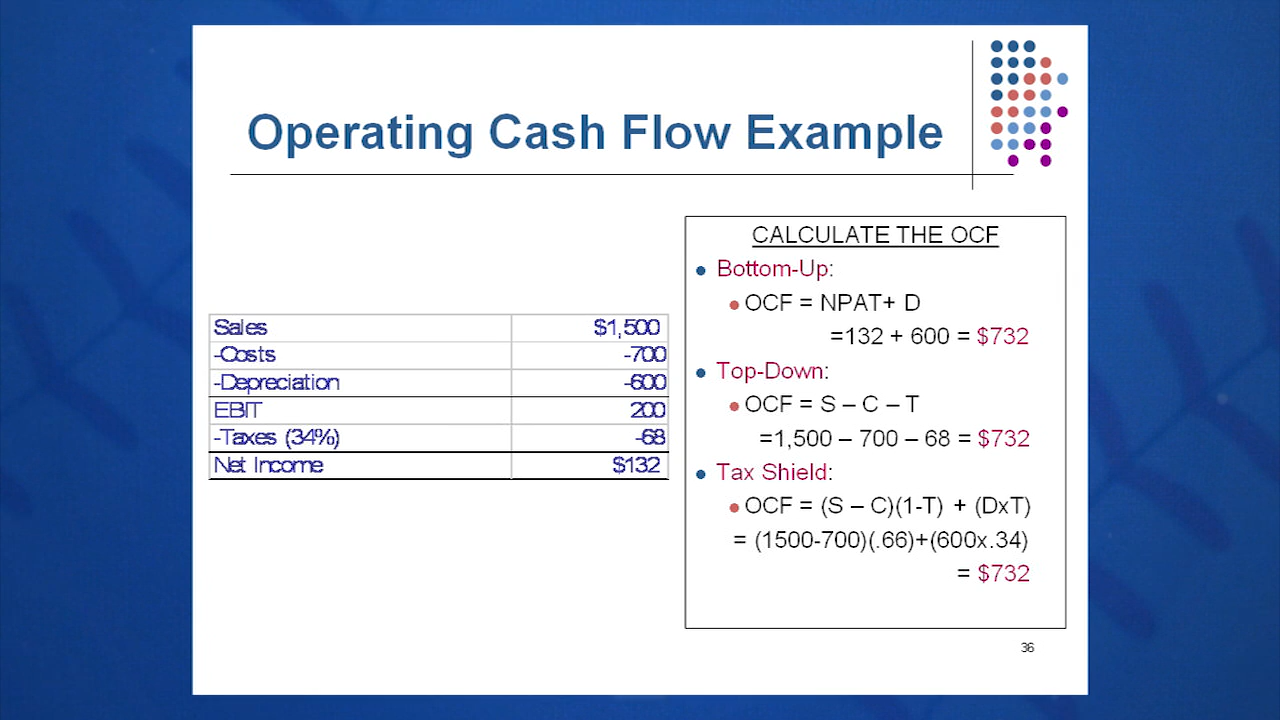 Operating Cash Flow Example
Sales $1,500
-Costs -700
-Depreciation -600
EBIT 200
-Taxes (34%) -68
Net Income $132
CALCULATE THE OCF
Bottom-Up:
OCF = NPAT+ D
=132 + 600 = $732
Top-Down:
OCF = S – C – T
=1,500 – 700 – 68 = $732
Tax Shield:
OCF = (S – C)(1-T) + (DxT)
= (1500-700)(.66)+(600x.34)
= $732
36